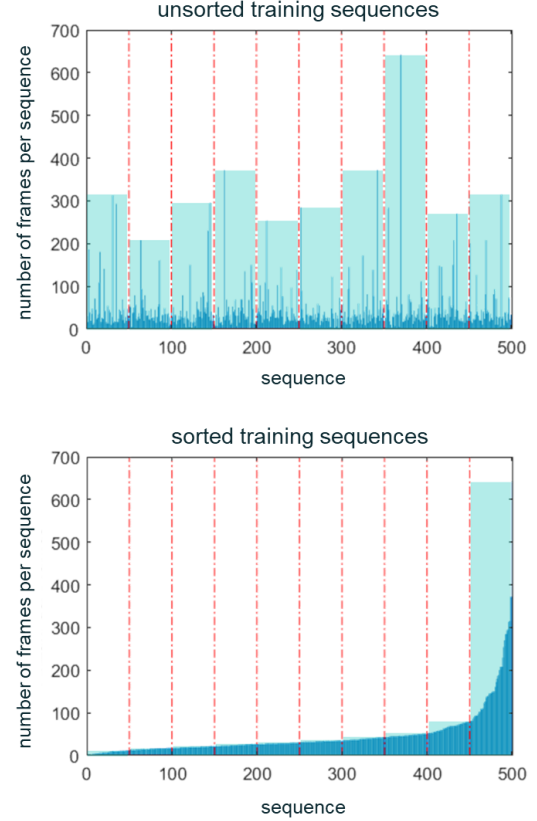 unsorted training sequences
number of frames per sequence
700
600
500
400
300
200
100
0
0 100 200 300 400 500
sequence
sorted training sequences
number of frames per sequence
700
600
500
400
300
200
100
0
0 100 200 300 400 500
sequence